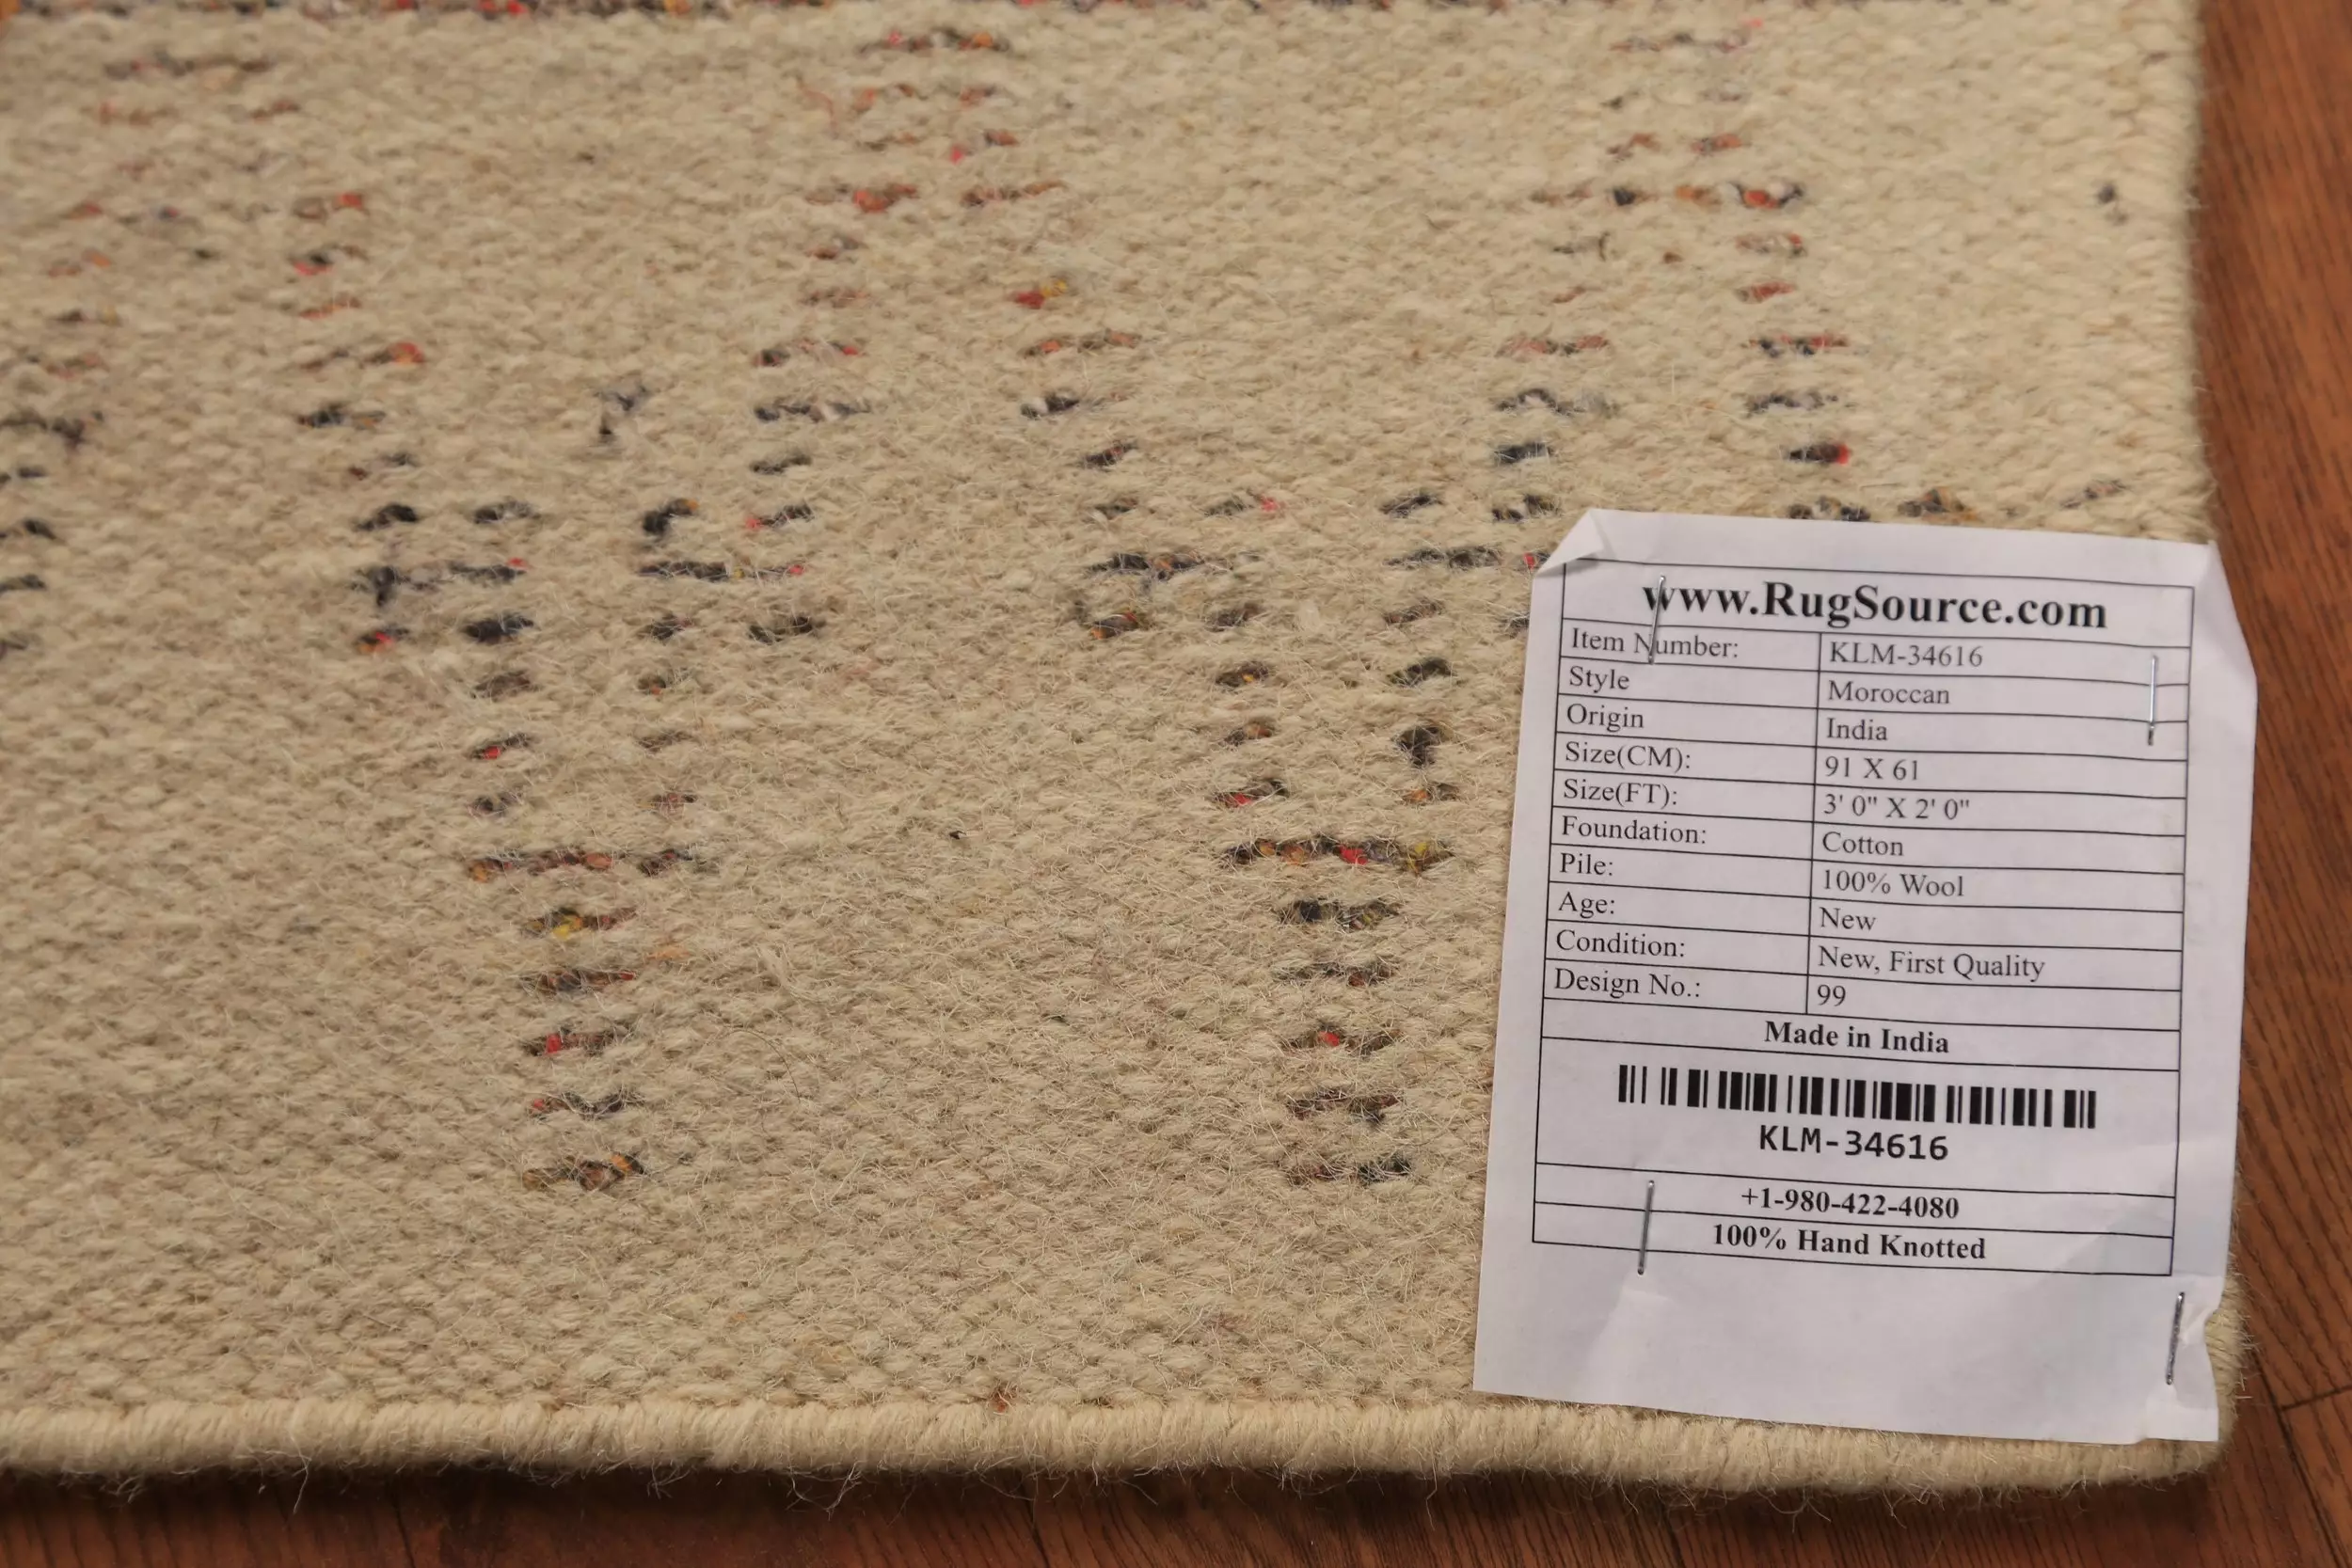 www.RugSource.com
Item Number: KLM-34616
Style Moroccan
Origin India
Size(CM): 91 X 61
Size(FT): 3' 0" X 2' 0"
Foundation: Cotton
Pile: 100% Wool
Age: New
Condition: New, First Quality
Design No.: 99
Made in India
KLM-34616
+1-980-422-4080
100% Hand Knotted